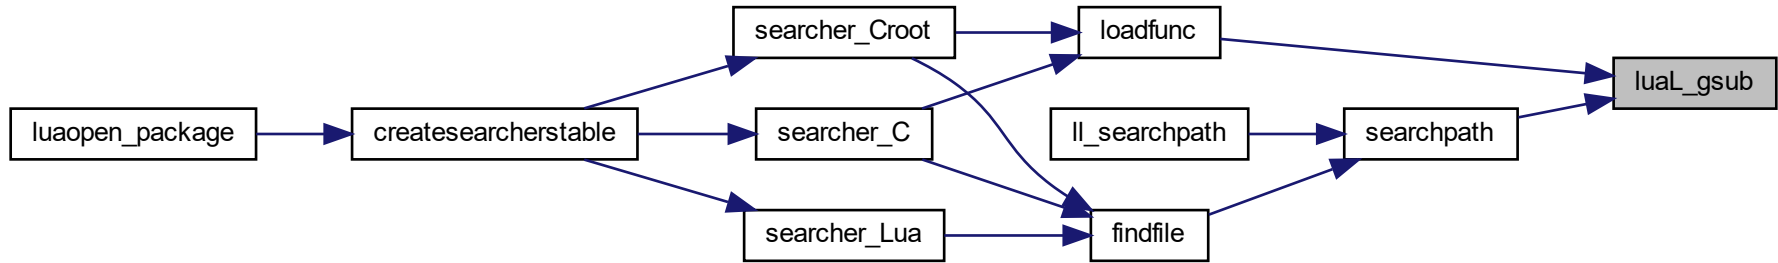 searcher_Croot
loadfunc
luaL_gsub
luaopen_package
createsearcherstable
searcher_C
ll_searchpath
searchpath
searcher_Lua
findfile